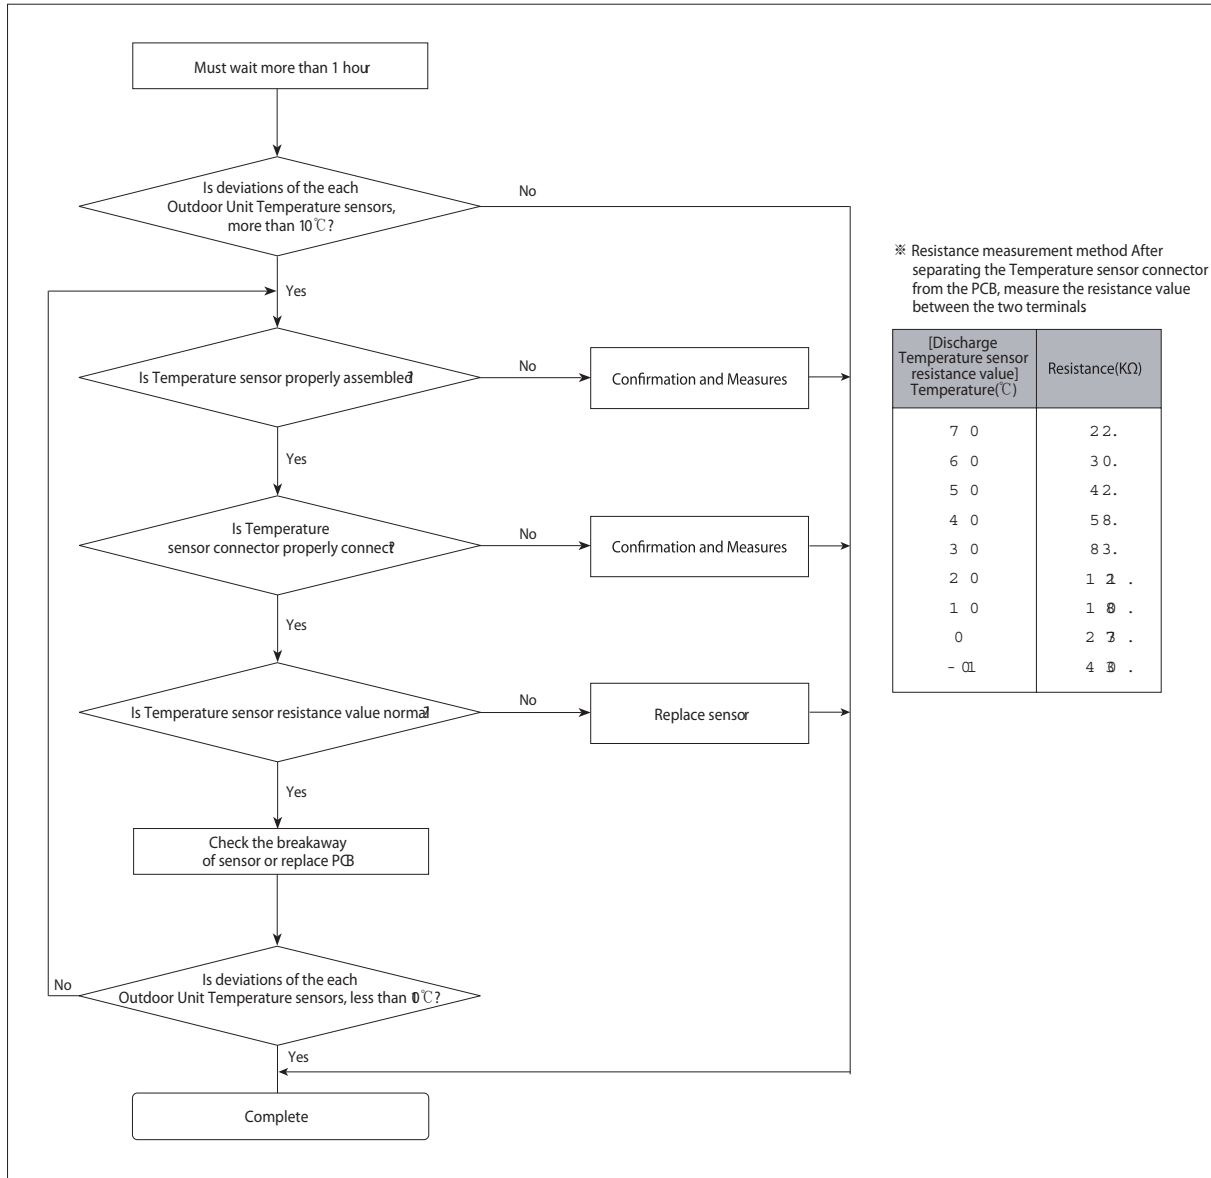 Must wait more than 1 hour
Is deviations of the each
Outdoor Unit Temperature sensors,
more than 10℃?
No
Yes
Is Temperature sensor properly assembled?
No
Confirmation and Measures
Yes
Is Temperature
sensor connector properly connect?
No
Confirmation and Measures
Yes
Is Temperature sensor resistance value normal?
No
Replace sensor
Yes
Check the breakaway
of sensor or replace PCB
Is deviations of the each
Outdoor Unit Temperature sensors, less than 10℃?
No
Yes
Complete
※ Resistance measurement method After
separating the Temperature sensor connector
from the PCB, measure the resistance value
between the two terminals
[Discharge
Temperature sensor
resistance value]
Temperature(℃)
Resistance(KΩ)
70 22.
60 30.
50 42.
40 58.
30 83.
20
10
0